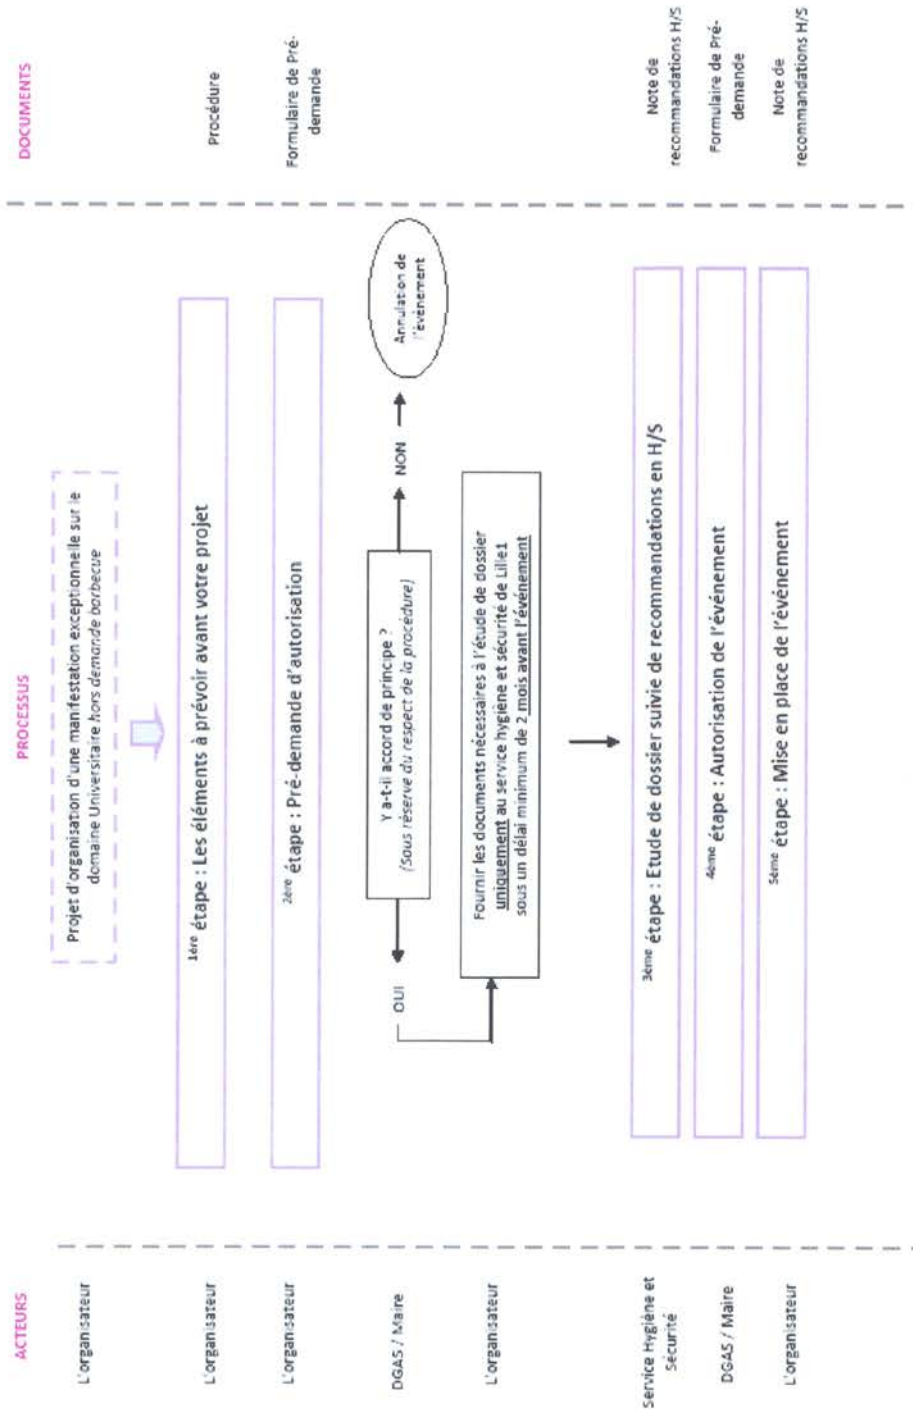 ACTEURS
PROCESSUS
DOCUMENTS
L'organisateur
Projet d'organisation d'une manifestation exceptionnelle sur le
domaine Universitaire hors demande barbecue
L'organisateur
1ère étape : Les éléments à prévoir avant votre projet
Procédure
L'organisateur
2ère étape : Pré-demande d'autorisation
Formulaire de Pré-
demande
DGAS / Maire
OUI
Y a-t-il accord de principe ?
(Sous réserve du respect de la procédure)
NON
Annulation de
l'évènement
L'organisateur
Fournir les documents nécessaires à l'étude de dossier
uniquement au service hygiène et sécurité de Lille1
sous un délai minimum de 2 mois avant l'événement
Service Hygiène et
Sécurité
3ème étape : Etude de dossier suivie de recommandations en H/S
Note de
recommandations H/S
DGAS / Maire
4ème étape : Autorisation de l'événement
Formulaire de Pré-
demande
L'organisateur
5ème étape : Mise en place de l'événement
Note de
recommandations H/S